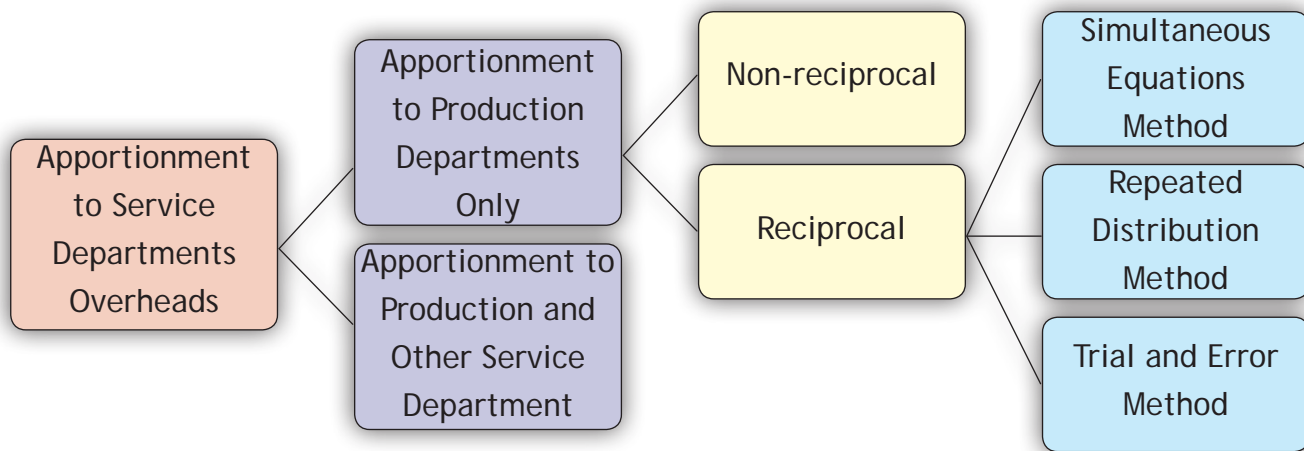 Apportionment
to Service
Departments
Overheads
Apportionment
to Production
Departments
Only
Apportionment to
Production and
Other Service
Department
Non-reciprocal
Reciprocal
Simultaneous
Equations
Method
Repeated
Distribution
Method
Trial and Error
Method